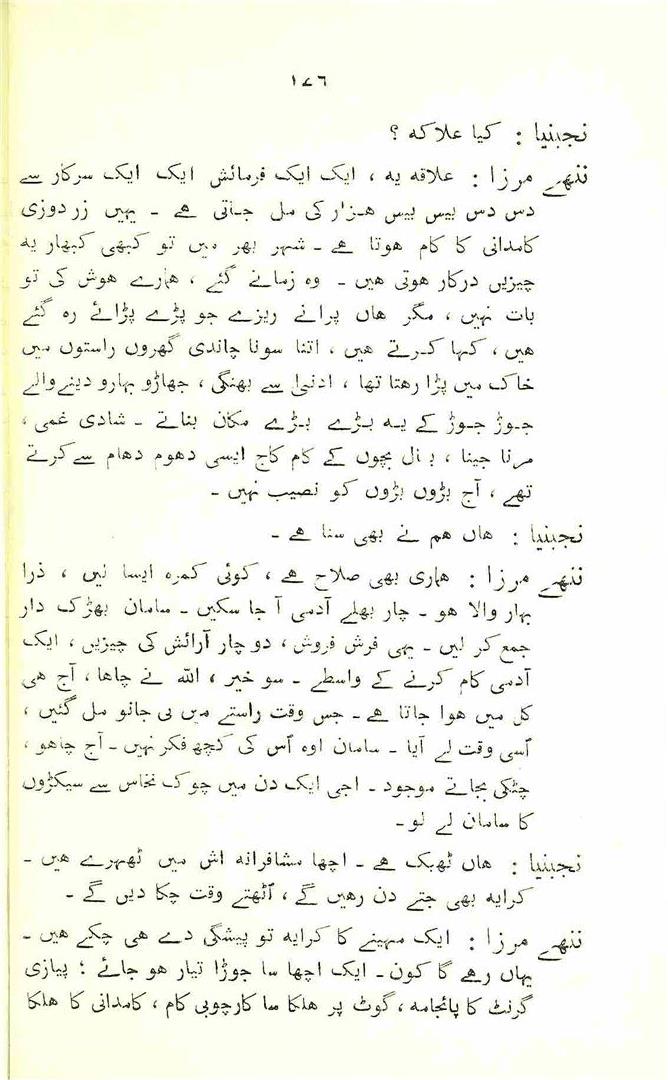 ١٧٦
نجبنیا : کیا علاکہ ؟
ننھے مرزا : علاقہ یہ ، ایک ایک فرمائش ایک ایک سرکار سے
دس دس بیس بیس ہزار کی مل جاتی ہے ۔ یہیں زردوزی
کامدانی کا کام ہوتا ہے ۔ شہر بھر میں تو کبھی کبھار یہ
چیزیں درکار ہوتی ہیں ۔ وہ زمانے گئے ، ہمارے ہوش کی تو
بات نہیں ، مگر ہاں پرانے ریزے جو پڑے پڑائے رہ گئے
ہیں ، کہا کرتے ہیں ، اتنا سونا چاندی گھروں راستوں میں
خاک میں پڑا رہتا تھا ، ادنیٰ سے بھنگی ، جھاڑو بہارو دینے والے
جوڑ جوڑ کے یہ بڑے بڑے مکان بناتے ۔ شادی غمی ،
مرنا جینا ، بال بچوں کے کام کاج ایسی دھوم دھام سے کرتے
تھے ، آج بڑوں بڑوں کو نصیب نہیں ۔
نجبنیا : ہاں ہم نے بھی سنا ہے ۔
ننھے مرزا : ہماری بھی صلاح ہے ، کوئی کمرہ ایسا لیں ، ذرا
بہار والا ہو ۔ چار بھلے آدمی آ جا سکیں ۔ سامان بھڑک دار
جمع کر لیں ۔ یہی فرش فروش ، دو چار آرائش کی چیزیں ، ایک
آدمی کام کرنے کے واسطے ۔ سو خیر ، اللہ نے چاہا ، آج ہی
کل میں ہوا جاتا ہے ۔ جس وقت راستے میں بی جانو مل گئیں ،
اسی وقت لے آیا ۔ سامان اوہ اس کی کچھ فکر نہیں ۔ آج چاہو ،
چٹکی بجاتے موجود ۔ اجی ایک دن میں چوک نخاس سے سیکڑوں
کا سامان لے لو ۔
نجبنیا : ہاں ٹھیک ہے ۔ اچھا مشافرانہ اش میں ٹھہرے ہیں ۔
کرایہ بھی جتے دن رہیں گے ، اٹھتے وقت چکا دیں گے ۔
ننھے مرزا : ایک مہینے کا کرایہ تو پیشگی دے ہی چکے ہیں ۔
یہاں رہے گا کون ۔ ایک اچھا سا جوڑا تیار ہو جائے ؛ پیازی
گرنٹ کا پائجامہ ، گوٹ پر ہلکا سا کارچوبی کام ، کامدانی کا ہلکا